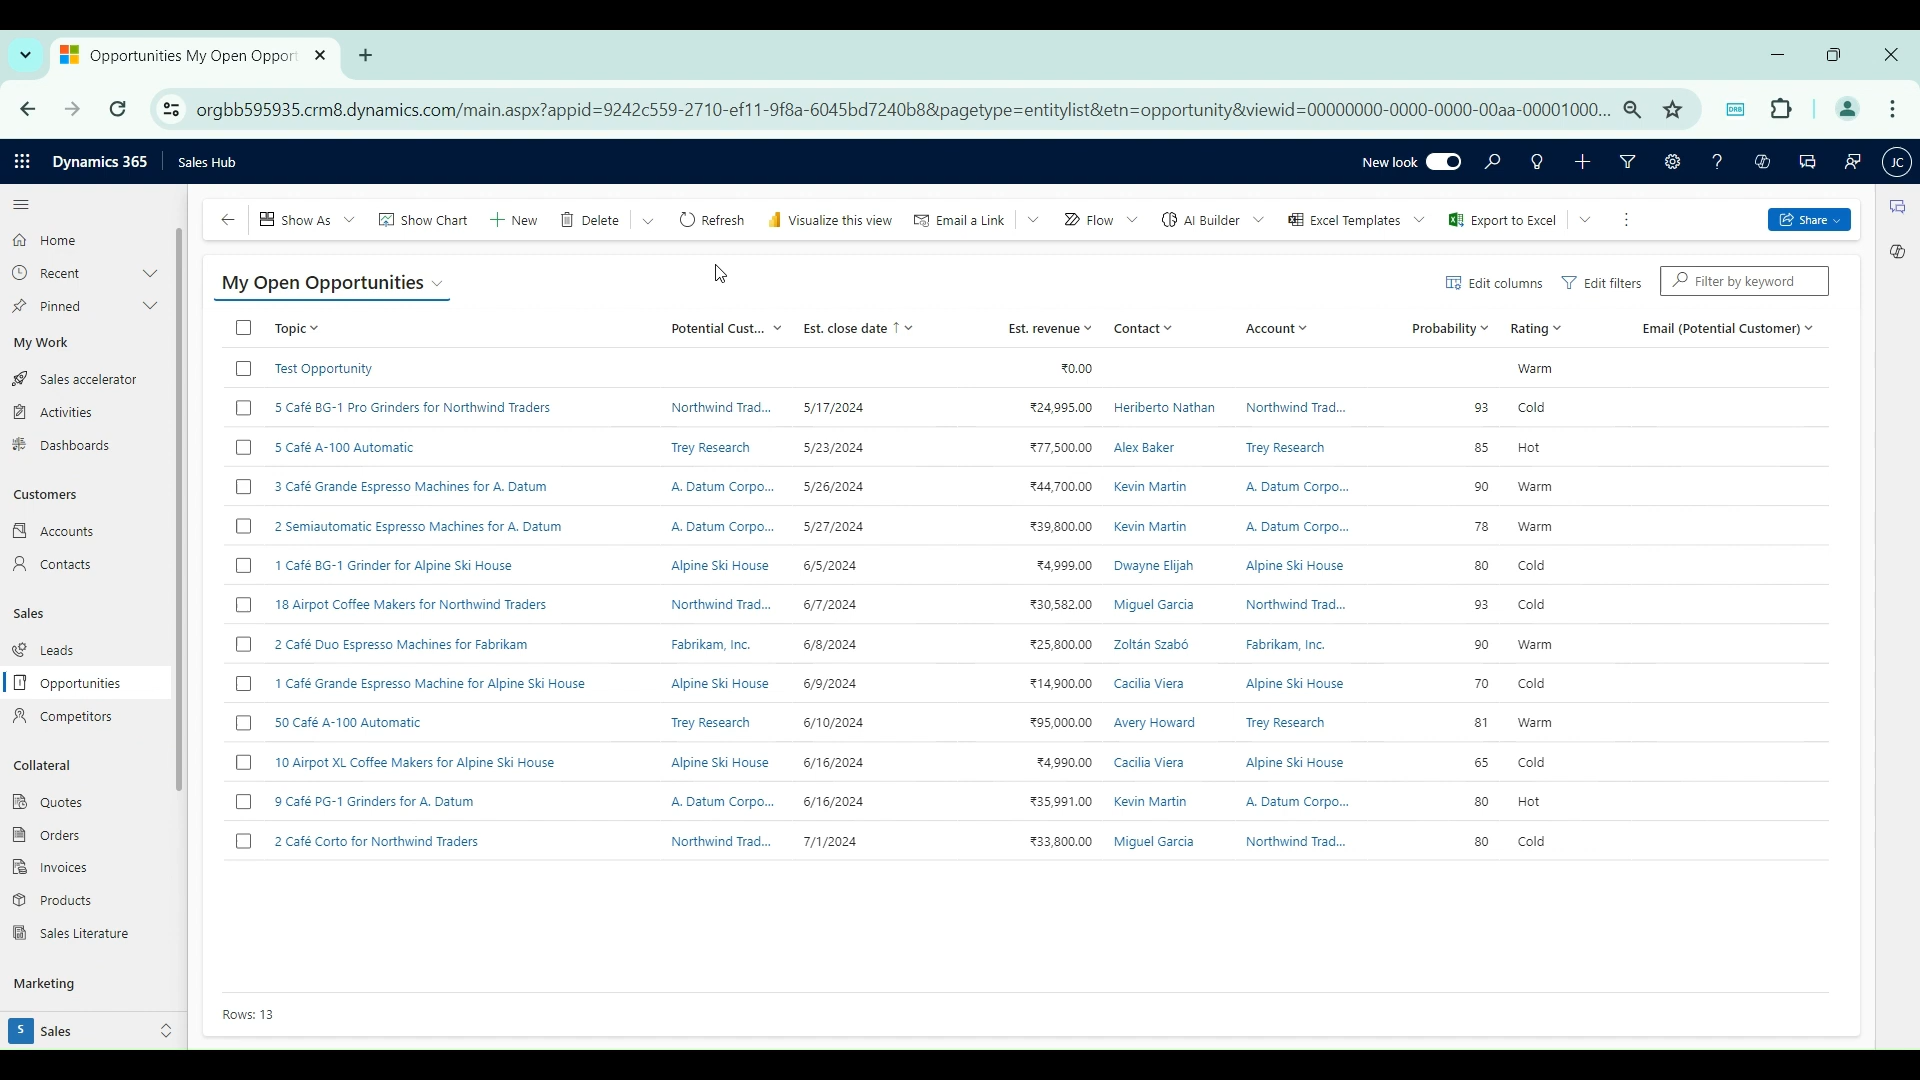 Opportunities My Open Oppor
orgbb595935.crm8.dynamics.com/main.aspx?appid=9242c559-2710-ef11-9f8a-6045bd7240b8&pagetype=entitylist&etn=opportunity&viewid=00000000-0000-0000-00aa-00001000...
DRB
Dynamics 365 Sales Hub New look JC
Show As Show Chart New Delete Refresh Visualize this view Email a Link Flow AI Builder Excel Templates Export to Excel Share
Home
Recent
Pinned
My Work
Sales accelerator
Activities
Dashboards
Customers
Accounts
Contacts
Sales
Leads
Opportunities
Competitors
Collateral
Quotes
Orders
Invoices
Products
Sales Literature
Marketing
S Sales
My Open Opportunities Edit columns Edit filters Filter by keyword
Topic Potential Cust... Est. close date ↑ Est. revenue Contact Account Probability Rating Email (Potential Customer)
Test Opportunity ₹0.00 Warm
5 Café BG-1 Pro Grinders for Northwind Traders Northwind Trad... 5/17/2024 ₹24,995.00 Heriberto Nathan Northwind Trad... 93 Cold
5 Café A-100 Automatic Trey Research 5/23/2024 ₹77,500.00 Alex Baker Trey Research 85 Hot
3 Café Grande Espresso Machines for A. Datum A. Datum Corpo... 5/26/2024 ₹44,700.00 Kevin Martin A. Datum Corpo... 90 Warm
2 Semiautomatic Espresso Machines for A. Datum A. Datum Corpo... 5/27/2024 ₹39,800.00 Kevin Martin A. Datum Corpo... 78 Warm
1 Café BG-1 Grinder for Alpine Ski House Alpine Ski House 6/5/2024 ₹4,999.00 Dwayne Elijah Alpine Ski House 80 Cold
18 Airpot Coffee Makers for Northwind Traders Northwind Trad... 6/7/2024 ₹30,582.00 Miguel Garcia Northwind Trad... 93 Cold
2 Café Duo Espresso Machines for Fabrikam Fabrikam, Inc. 6/8/2024 ₹25,800.00 Zoltán Szabó Fabrikam, Inc. 90 Warm
1 Café Grande Espresso Machine for Alpine Ski House Alpine Ski House 6/9/2024 ₹14,900.00 Cacilia Viera Alpine Ski House 70 Cold
50 Café A-100 Automatic Trey Research 6/10/2024 ₹95,000.00 Avery Howard Trey Research 81 Warm
10 Airpot XL Coffee Makers for Alpine Ski House Alpine Ski House 6/16/2024 ₹4,990.00 Cacilia Viera Alpine Ski House 65 Cold
9 Café PG-1 Grinders for A. Datum A. Datum Corpo... 6/16/2024 ₹35,991.00 Kevin Martin A. Datum Corpo... 80 Hot
2 Café Corto for Northwind Traders Northwind Trad... 7/1/2024 ₹33,800.00 Miguel Garcia Northwind Trad... 80 Cold
Rows: 13